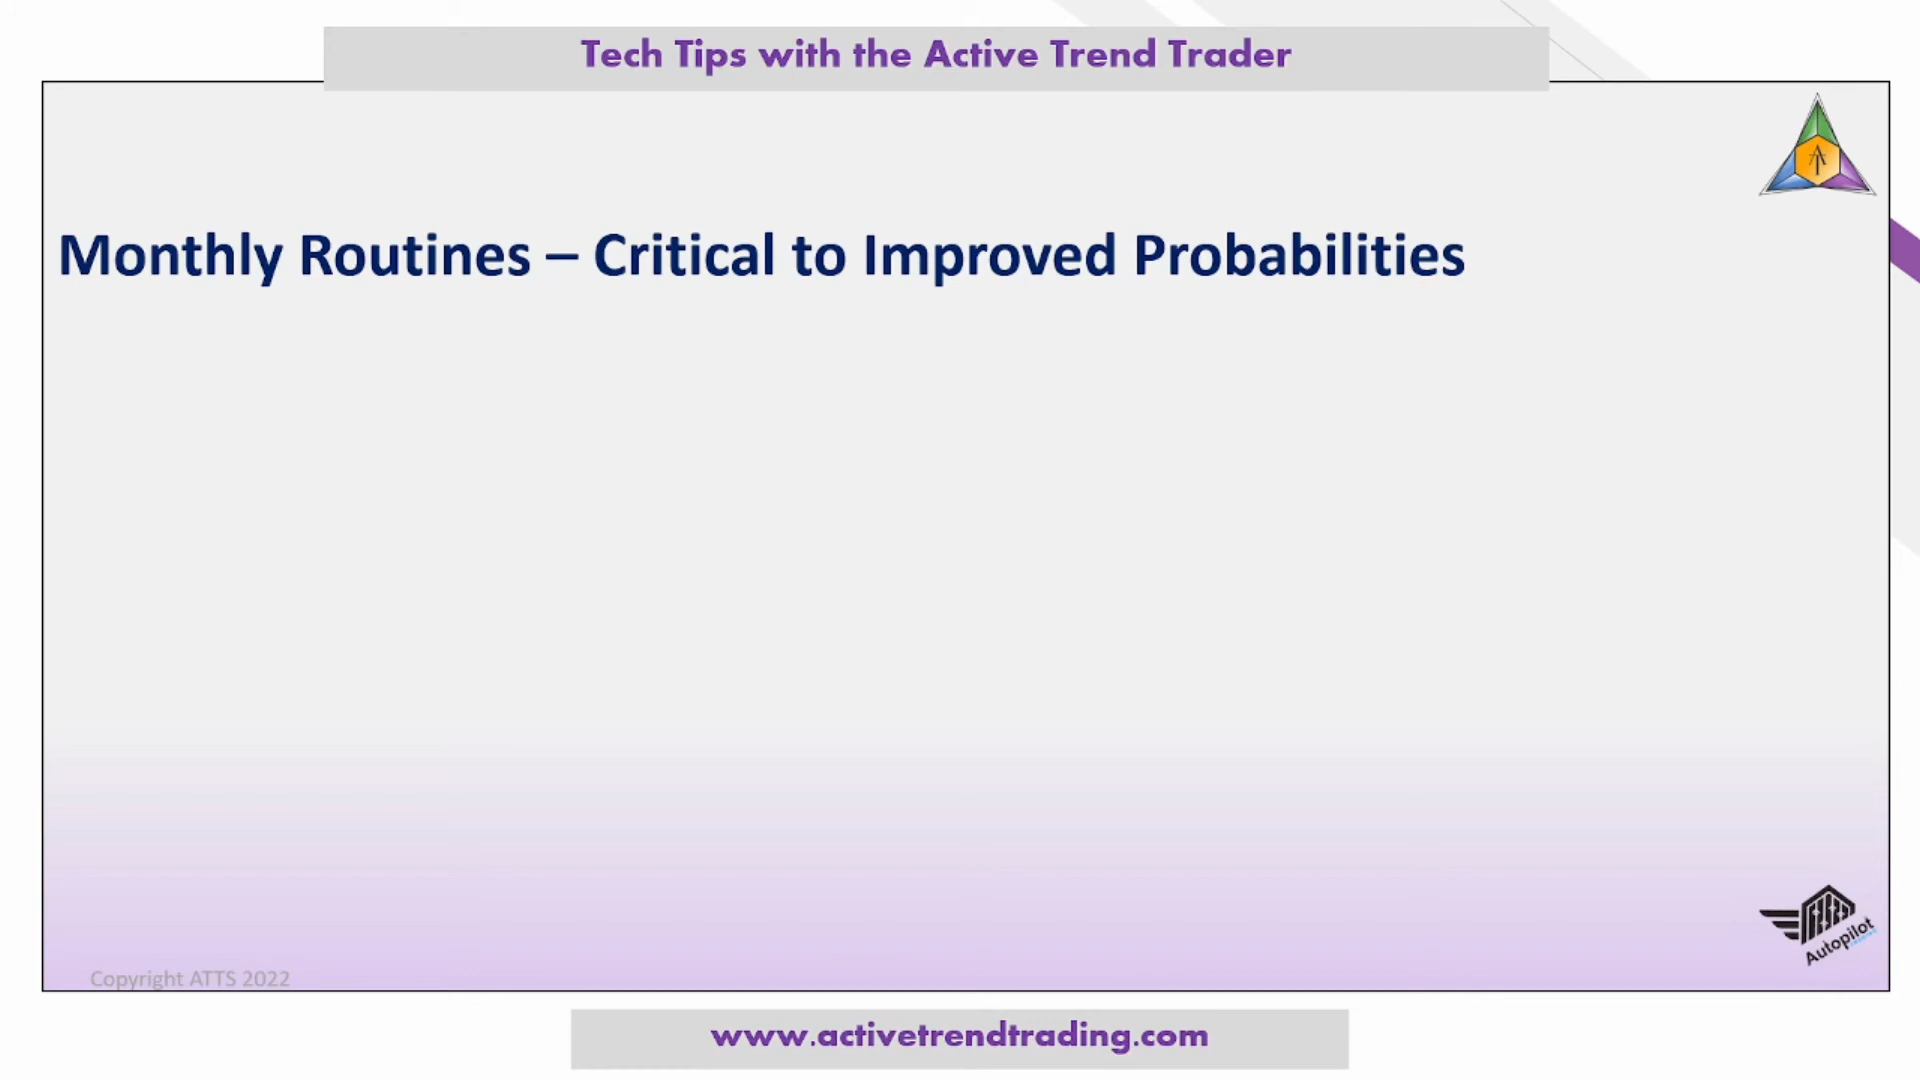 Tech Tips with the Active Trend Trader
Monthly Routines – Critical to Improved Probabilities
Autopilot
Copyright ATTS 2022
www.activetrendtrading.com